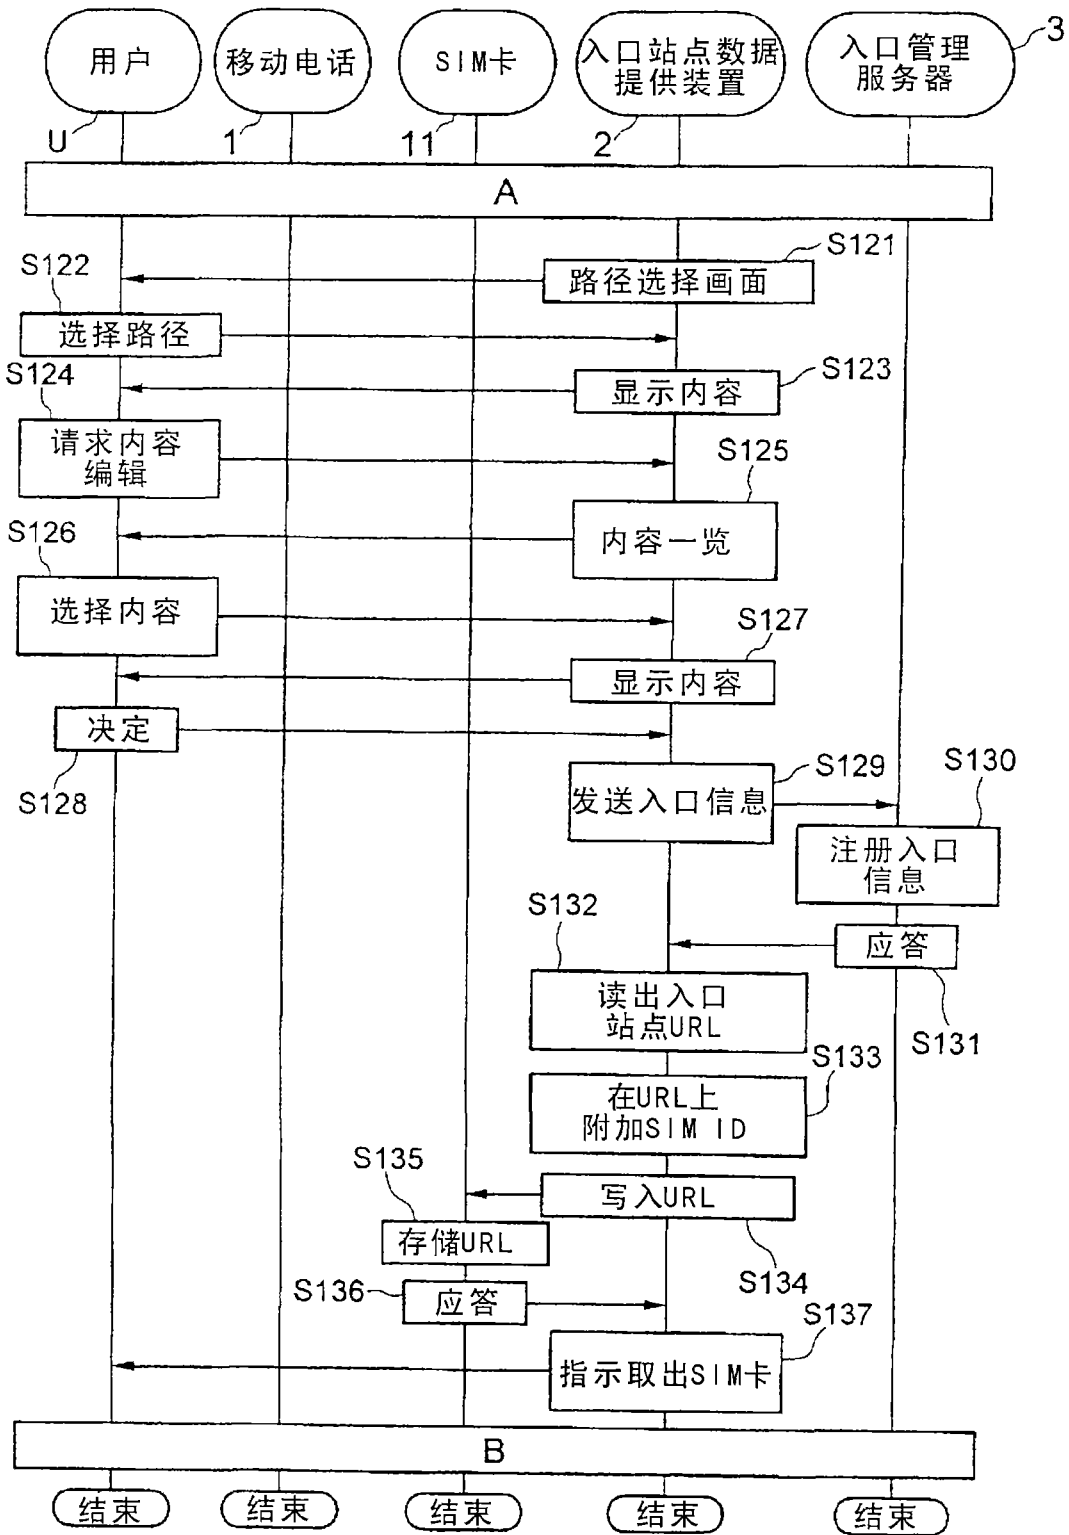 用户
移动电话
SIM卡
入口站点数据
提供装置
入口管理
服务器
3
U
1
11
2
A
S121
路径选择画面
S122
选择路径
S123
显示内容
S124
请求内容
编辑
S125
内容一览
S126
选择内容
S127
显示内容
决定
S128
S129
发送入口信息
S130
注册入口
信息
应答
S131
S132
读出入口
站点URL
S133
在URL上
附加SIM ID
写入URL
S134
S135
存储URL
S136
应答
S137
指示取出SIM卡
B
结束
结束
结束
结束
结束